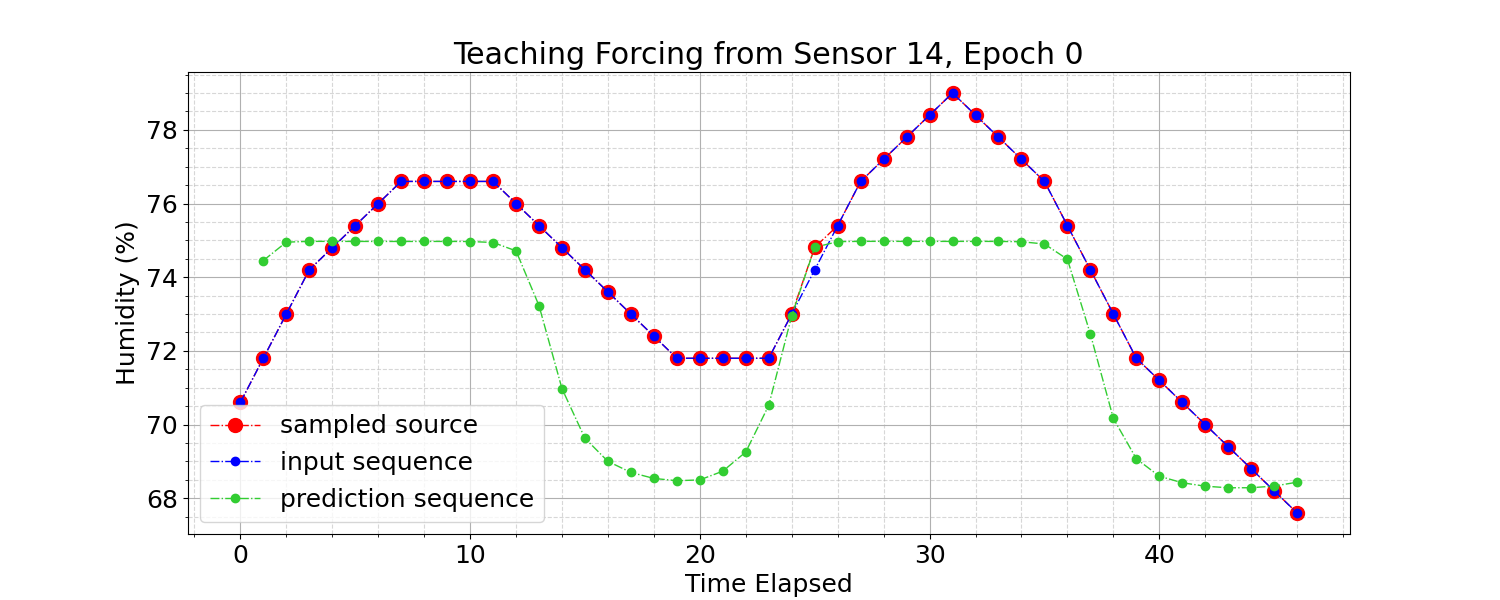 Teaching Forcing from Sensor 14, Epoch 0
Humidity (%)
78
76
74
72
70
68
sampled source
input sequence
prediction sequence
0 10 20 30 40
Time Elapsed